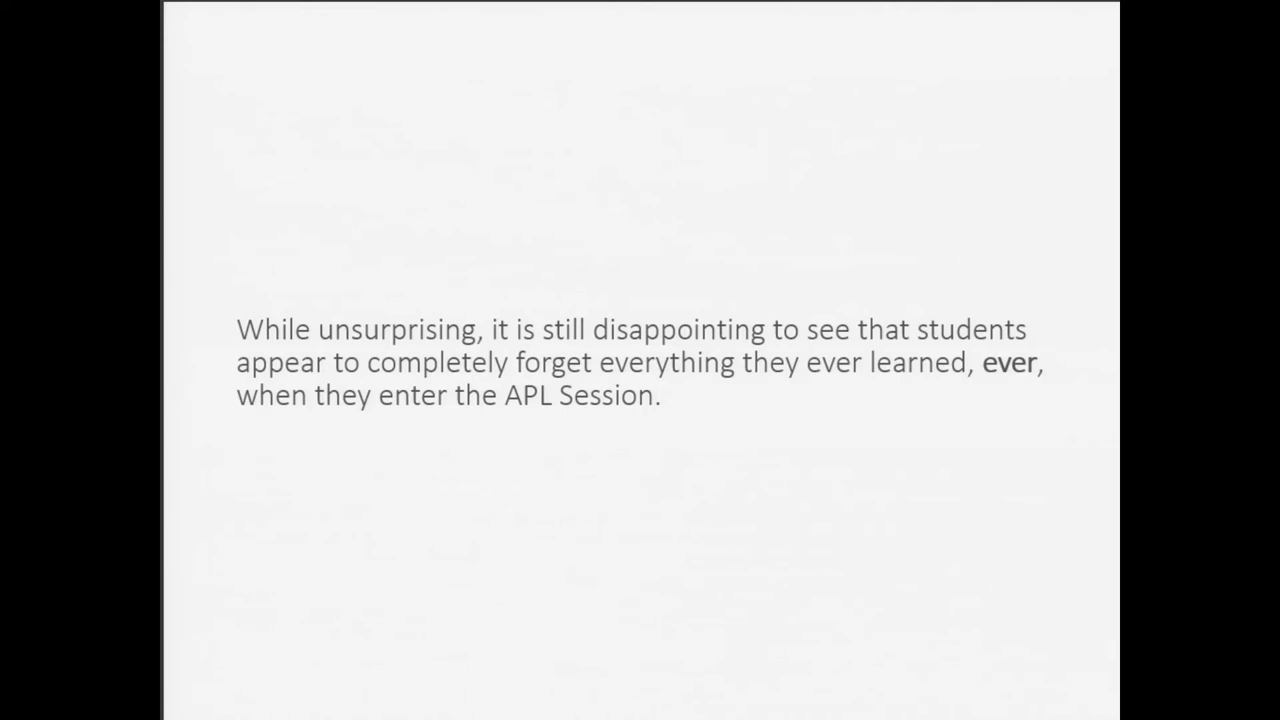 While unsurprising, it is still disappointing to see that students
appear to completely forget everything they ever learned, ever,
when they enter the APL Session.